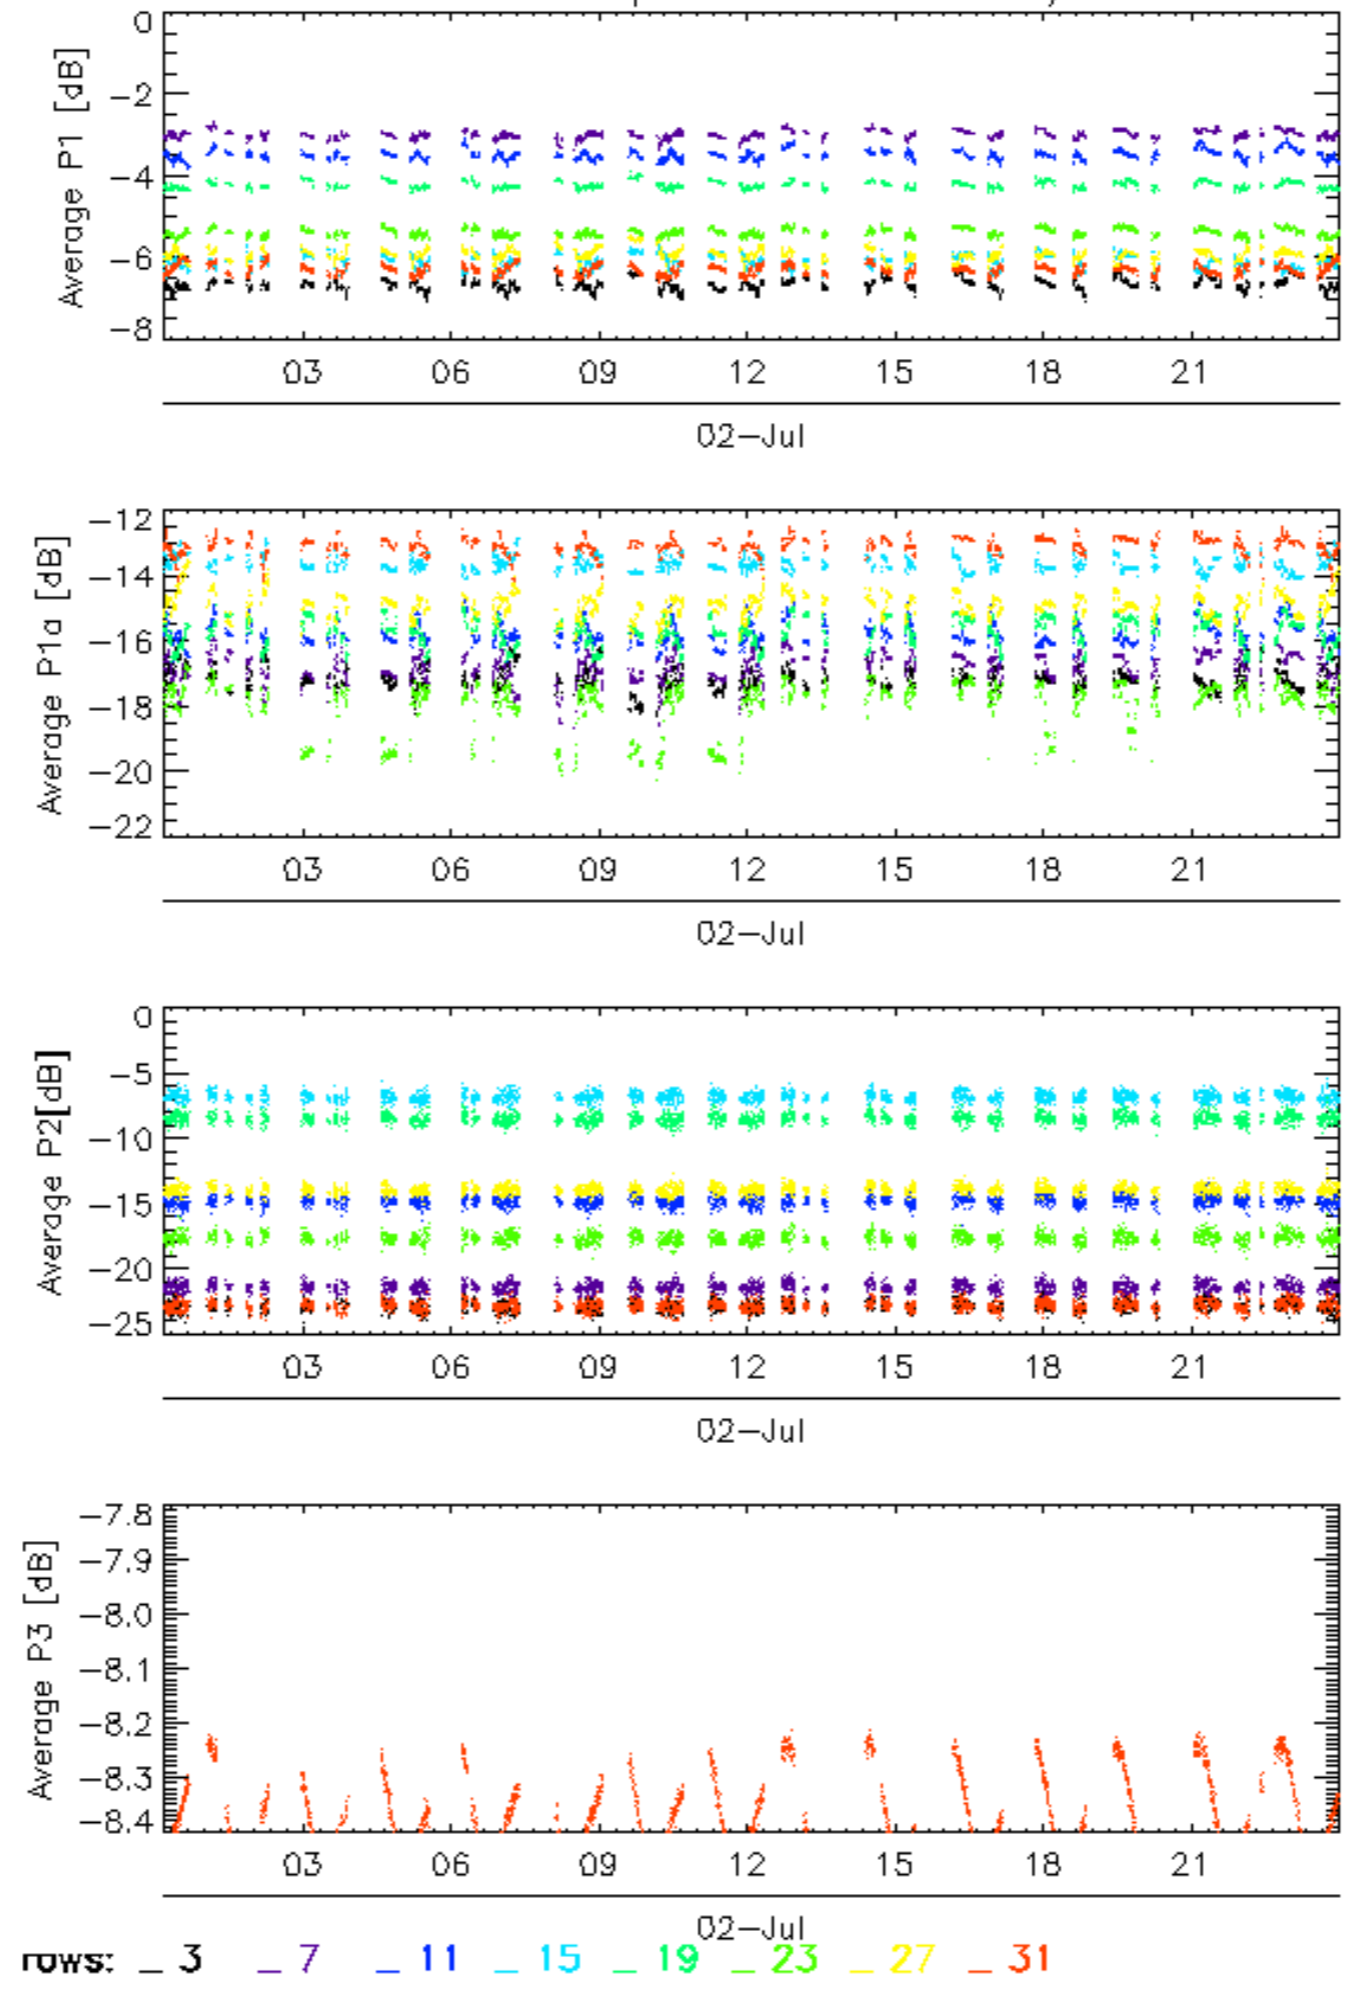 0
−2
−4
−6
−8
Average P1 [dB]
03 06 09 12 15 18 21
02−Jul
−12
−14
−16
−18
−20
−22
Average P1a [dB]
03 06 09 12 15 18 21
02−Jul
0
−5
−10
−15
−20
−25
Average P2[dB]
03 06 09 12 15 18 21
02−Jul
−7.8
−7.9
−8.0
−8.1
−8.2
−8.3
−8.4
Average P3 [dB]
03 06 09 12 15 18 21
02−Jul
rows: _ 3 _ 7 _ 11 _ 15 _ 19 _ 23 _ 27 _ 31